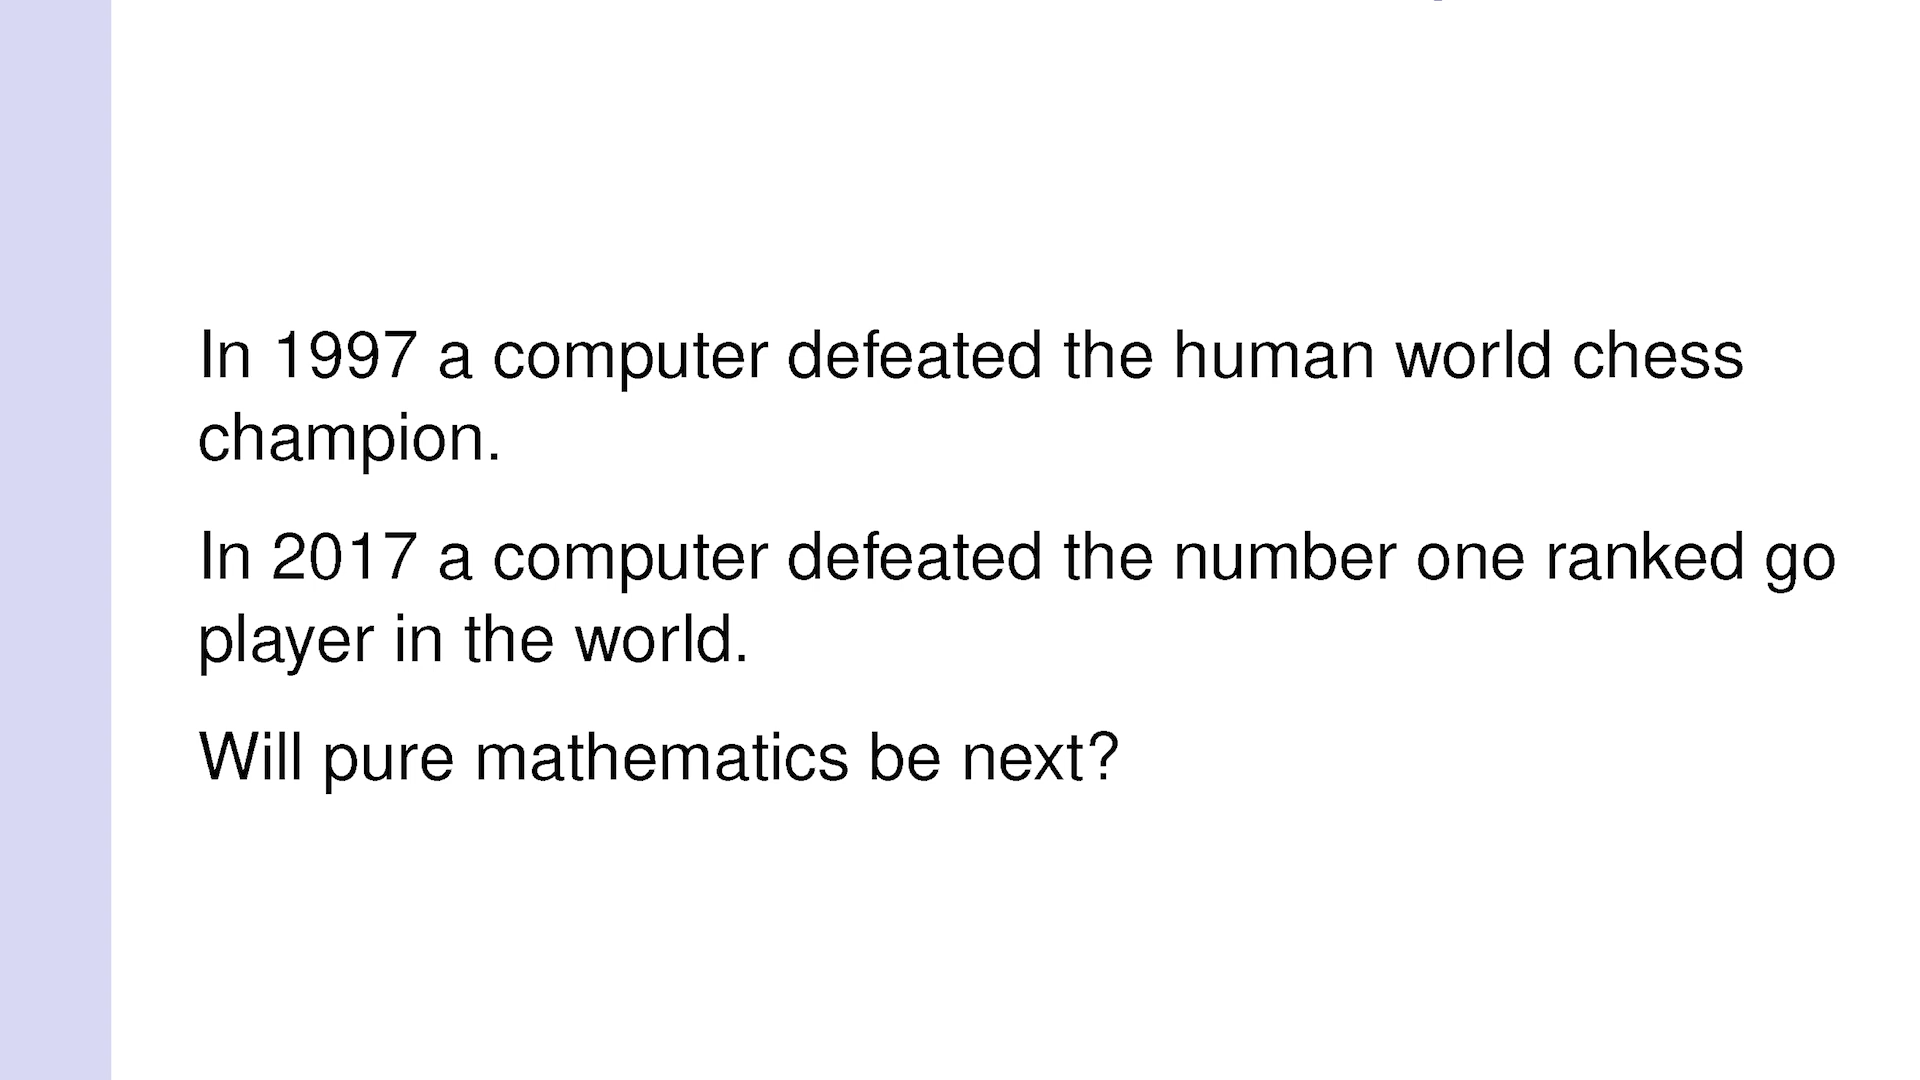 In 1997 a computer defeated the human world chess
champion.
In 2017 a computer defeated the number one ranked go
player in the world.
Will pure mathematics be next?